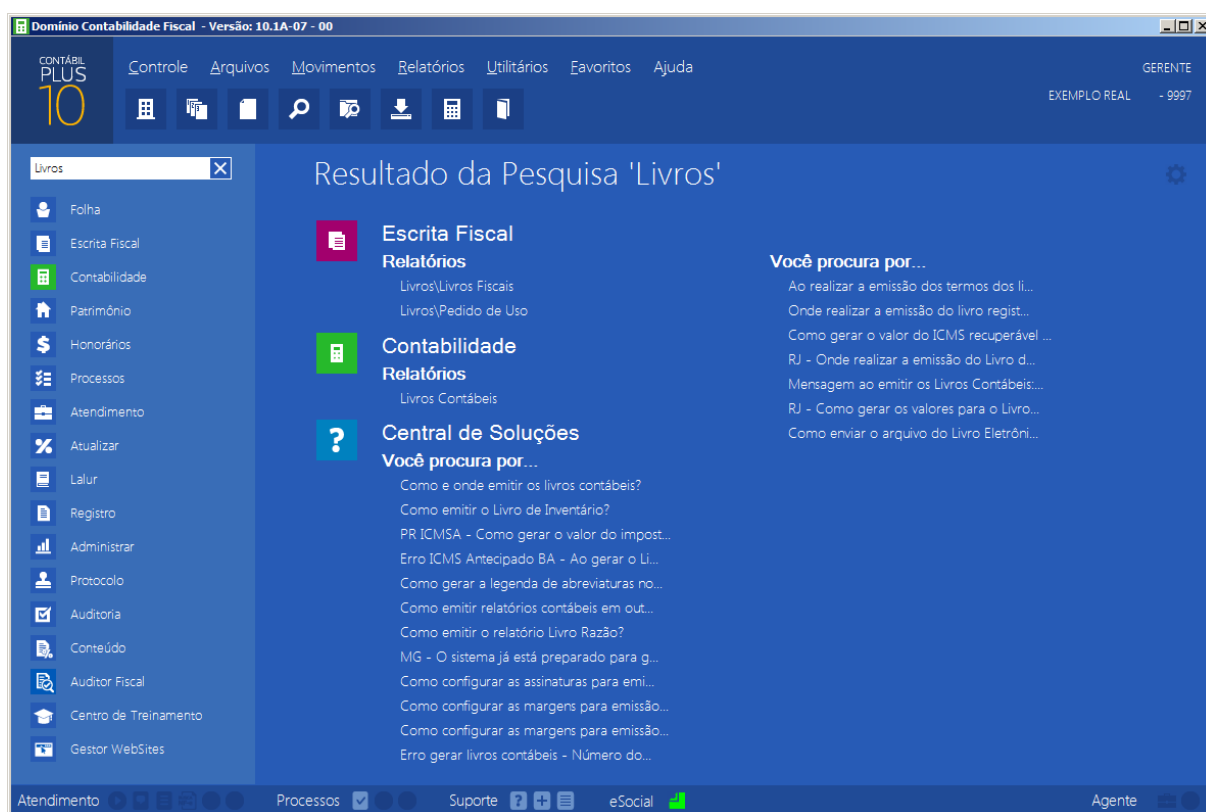 Domínio Contabilidade Fiscal - Versão: 10.1A-07 - 00
CONTÁBIL
PLUS
10
Controle Arquivos Movimentos Relatórios Utilitários Favoritos Ajuda
GERENTE
EXEMPLO REAL - 9997
Livros
Folha
Escrita Fiscal
Contabilidade
Patrimônio
Honorários
Processos
Atendimento
Atualizar
Lalur
Registro
Administrar
Protocolo
Auditoria
Conteúdo
Auditor Fiscal
Centro de Treinamento
Gestor WebSites
Resultado da Pesquisa 'Livros'
Escrita Fiscal
Relatórios
Livros\Livros Fiscais
Livros\Pedido de Uso
Contabilidade
Relatórios
Livros Contábeis
Central de Soluções
Você procura por...
Como e onde emitir os livros contábeis?
Como emitir o Livro de Inventário?
PR ICMSA - Como gerar o valor do impost...
Erro ICMS Antecipado BA - Ao gerar o Li...
Como gerar a legenda de abreviaturas no...
Como emitir relatórios contábeis em out...
Como emitir o relatório Livro Razão?
MG - O sistema já está preparado para g...
Como configurar as assinaturas para emi...
Como configurar as margens para emissão...
Como configurar as margens para emissão...
Erro gerar livros contábeis - Número do...
Você procura por...
Ao realizar a emissão dos termos dos li...
Onde realizar a emissão do livro regist...
Como gerar o valor do ICMS recuperável ...
RJ - Onde realizar a emissão do Livro d...
Mensagem ao emitir os Livros Contábeis:...
RJ - Como gerar os valores para o Livro...
Como enviar o arquivo do Livro Eletrôni...
Atendimento Processos Suporte eSocial Agente